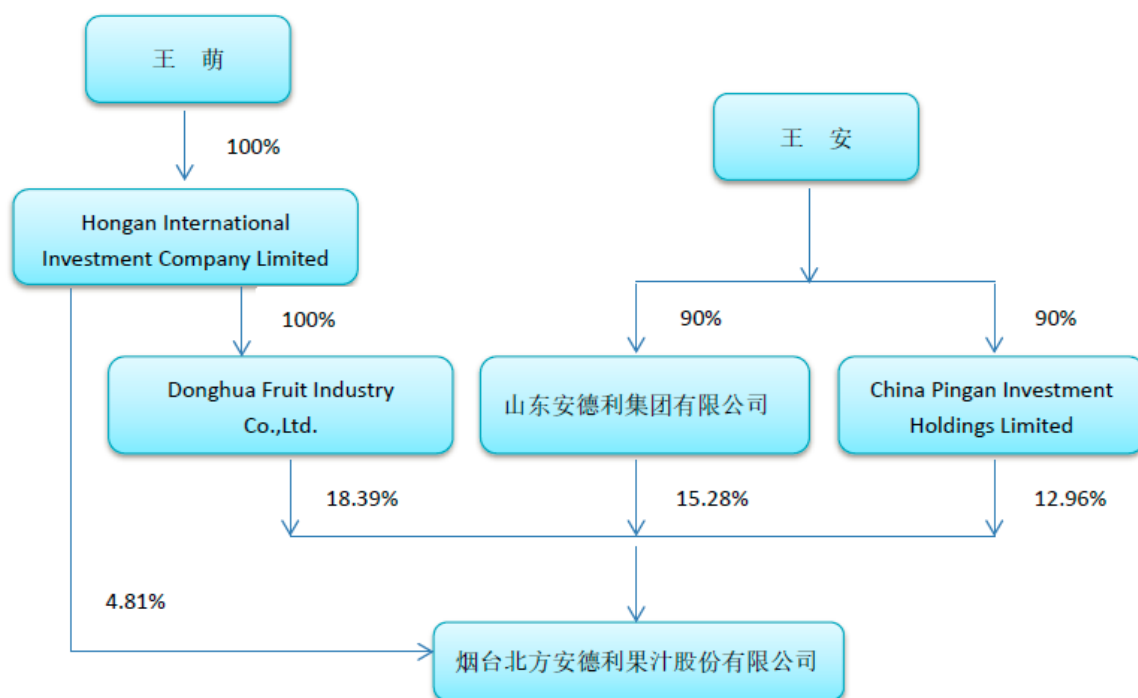 王 萌
100%
王 安
Hongan International
Investment Company Limited
100%
90%
90%
Donghua Fruit Industry
Co.,Ltd.
山东安德利集团有限公司
China Pingan Investment
Holdings Limited
18.39%
15.28%
12.96%
4.81%
烟台北方安德利果汁股份有限公司